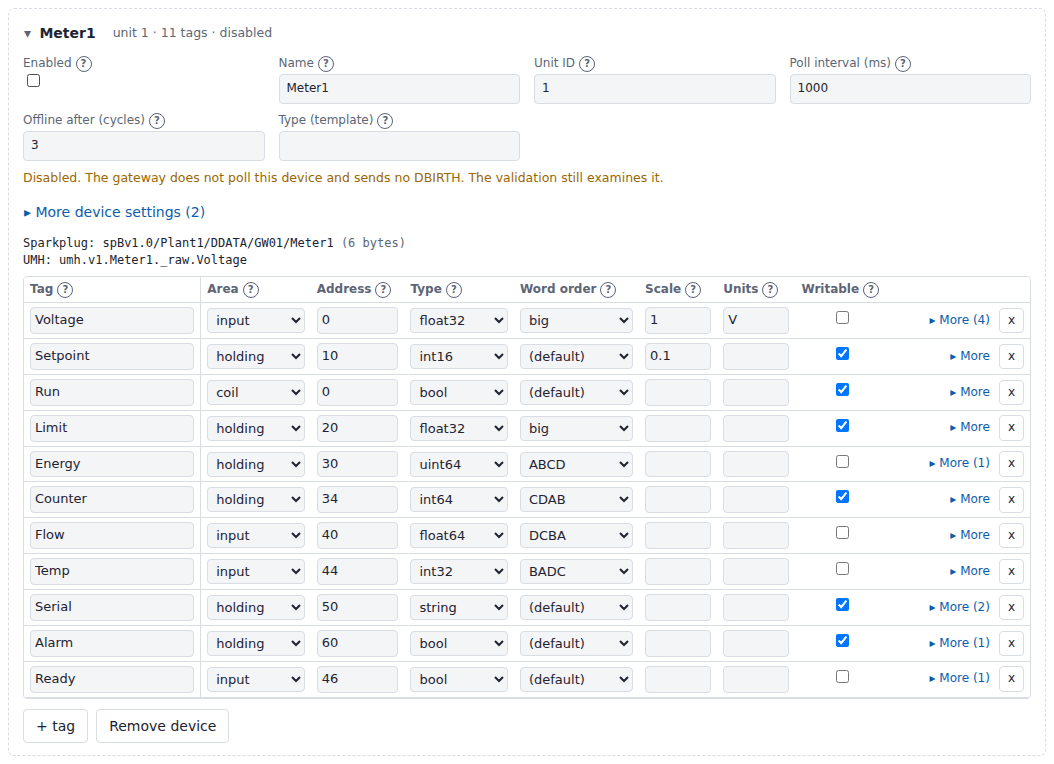 ▾ Meter1 unit 1 · 11 tags · disabled
Enabled ? Name ? Unit ID ? Poll interval (ms) ?
Meter1 1 1000
Offline after (cycles) ? Type (template) ?
3
Disabled. The gateway does not poll this device and sends no DBIRTH. The validation still examines it.
▸ More device settings (2)
Sparkplug: spBv1.0/Plant1/DDATA/GW01/Meter1 (6 bytes)
UMH: umh.v1.Meter1._raw.Voltage
Tag ? Area ? Address ? Type ? Word order ? Scale ? Units ? Writable ?
Voltage input 0 float32 big 1 V ▸ More (4) x
Setpoint holding 10 int16 (default) 0.1 ▸ More x
Run coil 0 bool (default) ▸ More x
Limit holding 20 float32 big ▸ More x
Energy holding 30 uint64 ABCD ▸ More (1) x
Counter holding 34 int64 CDAB ▸ More x
Flow input 40 float64 DCBA ▸ More x
Temp input 44 int32 BADC ▸ More x
Serial holding 50 string (default) ▸ More (2) x
Alarm holding 60 bool (default) ▸ More (1) x
Ready input 46 bool (default) ▸ More (1) x
+ tag Remove device